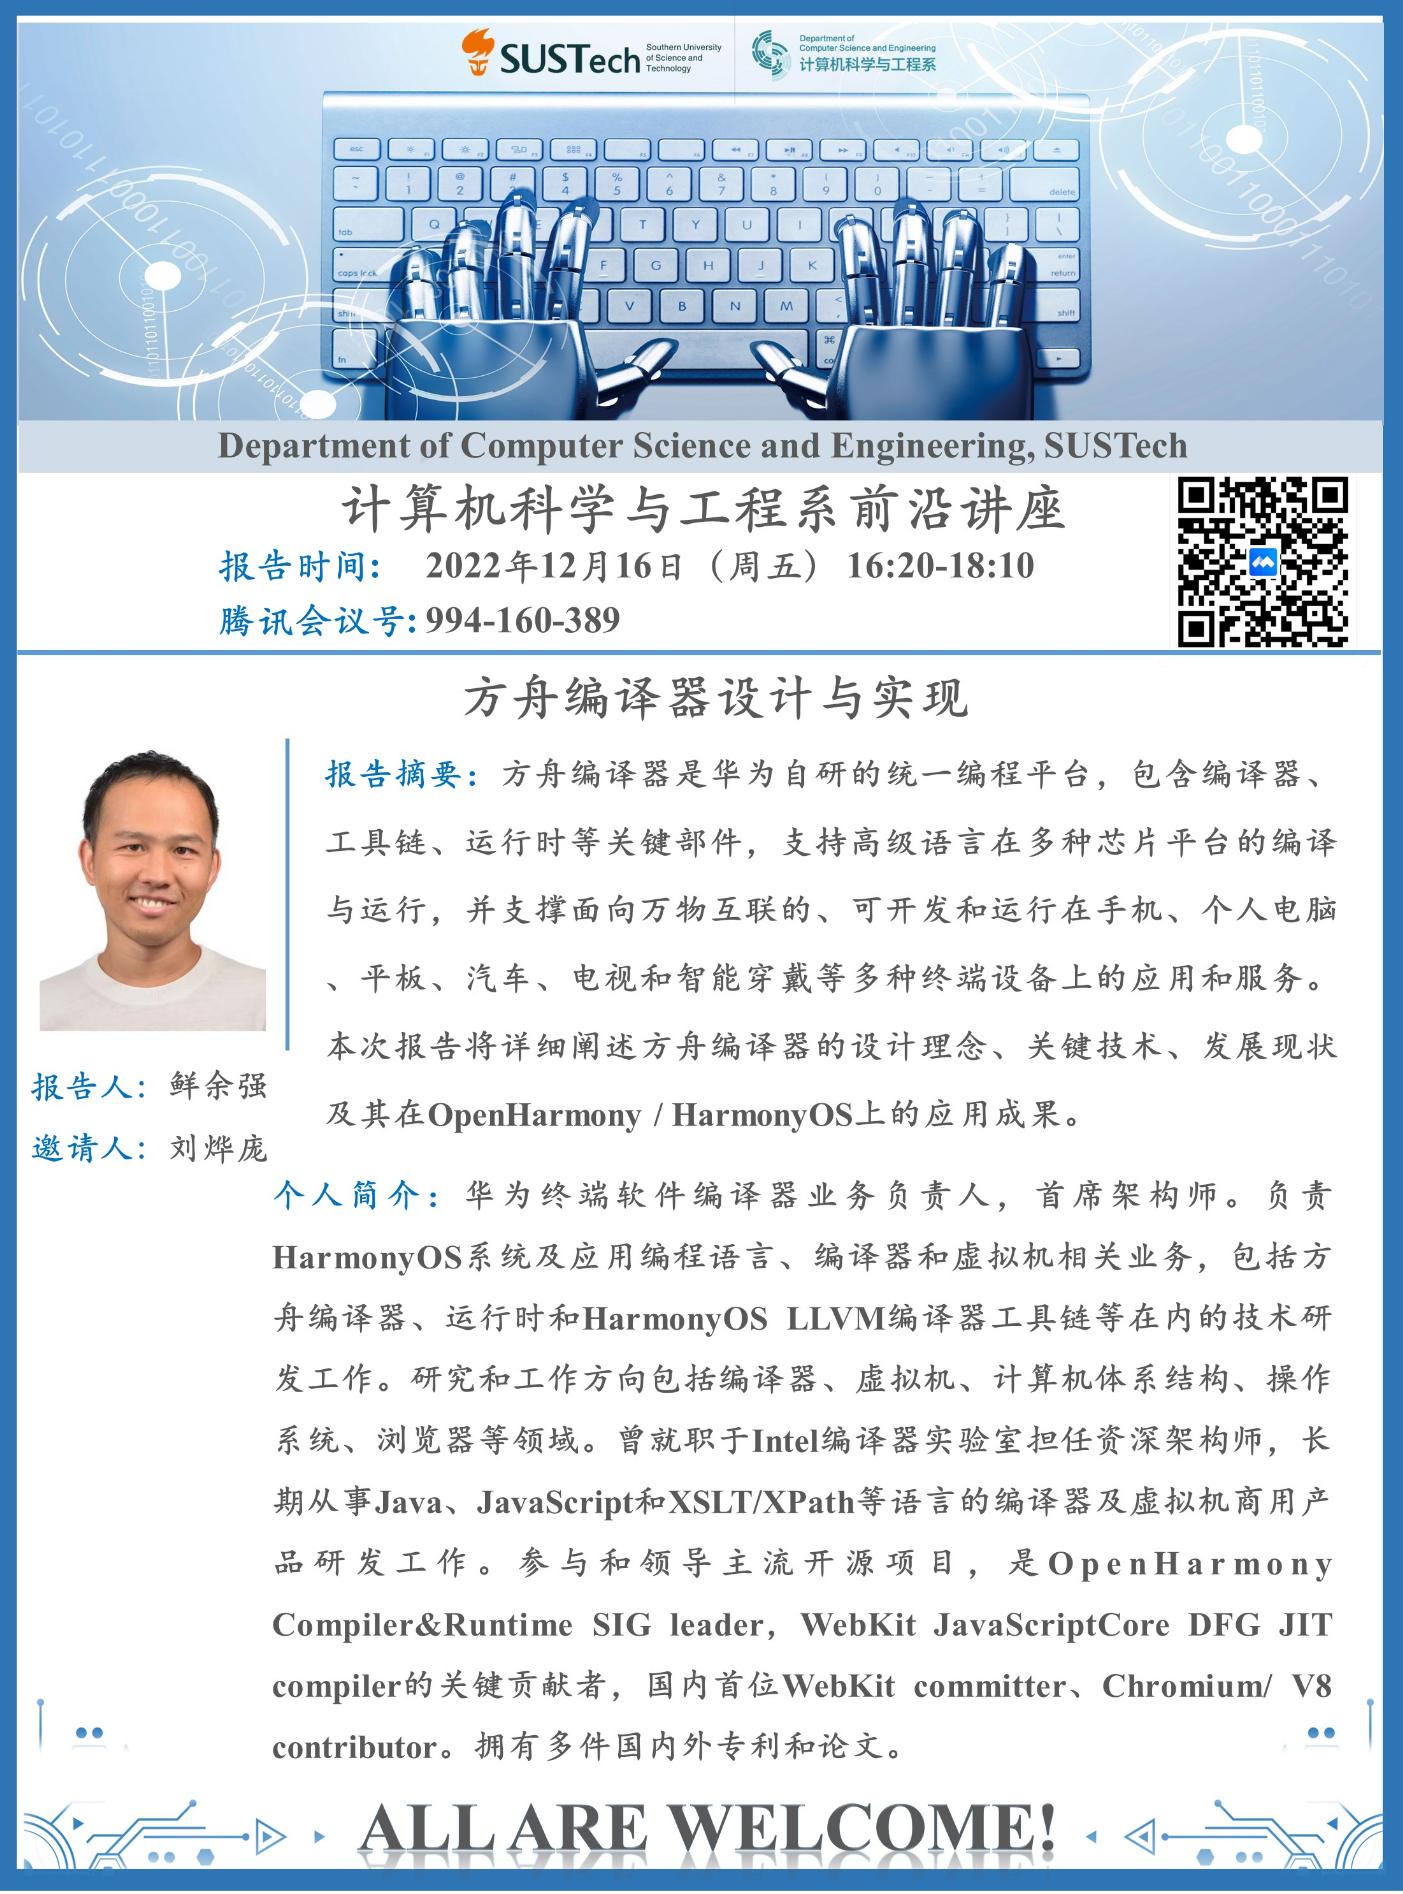 SUSTech
Southern University
of Science and
Technology
Department of
Computer Science and Engineering
计算机科学与工程系
Department of Computer Science and Engineering, SUSTech
计算机科学与工程系前沿讲座
报告时间: 2022年12月16日（周五） 16:20-18:10
腾讯会议号: 994-160-389
方舟编译器设计与实现
报告摘要：方舟编译器是华为自研的统一编程平台，包含编译器、
工具链、运行时等关键部件，支持高级语言在多种芯片平台的编译
与运行，并支撑面向万物互联的、可开发和运行在手机、个人电脑
、平板、汽车、电视和智能穿戴等多种终端设备上的应用和服务。
本次报告将详细阐述方舟编译器的设计理念、关键技术、发展现状
及其在OpenHarmony / HarmonyOS上的应用成果。
报告人：鲜余强
邀请人：刘烨庞
个人简介：华为终端软件编译器业务负责人，首席架构师。负责
HarmonyOS系统及应用编程语言、编译器和虚拟机相关业务，包括方
舟编译器、运行时和HarmonyOS LLVM编译器工具链等在内的技术研
发工作。研究和工作方向包括编译器、虚拟机、计算机体系结构、操作
系统、浏览器等领域。曾就职于Intel编译器实验室担任资深架构师，长
期从事Java、JavaScript和XSLT/XPath等语言的编译器及虚拟机商用产
品研发工作。参与和领导主流开源项目，是OpenHarmony
Compiler&Runtime SIG leader，WebKit JavaScriptCore DFG JIT
compiler的关键贡献者，国内首位WebKit committer、Chromium/ V8
contributor。拥有多件国内外专利和论文。
ALL ARE WELCOME!